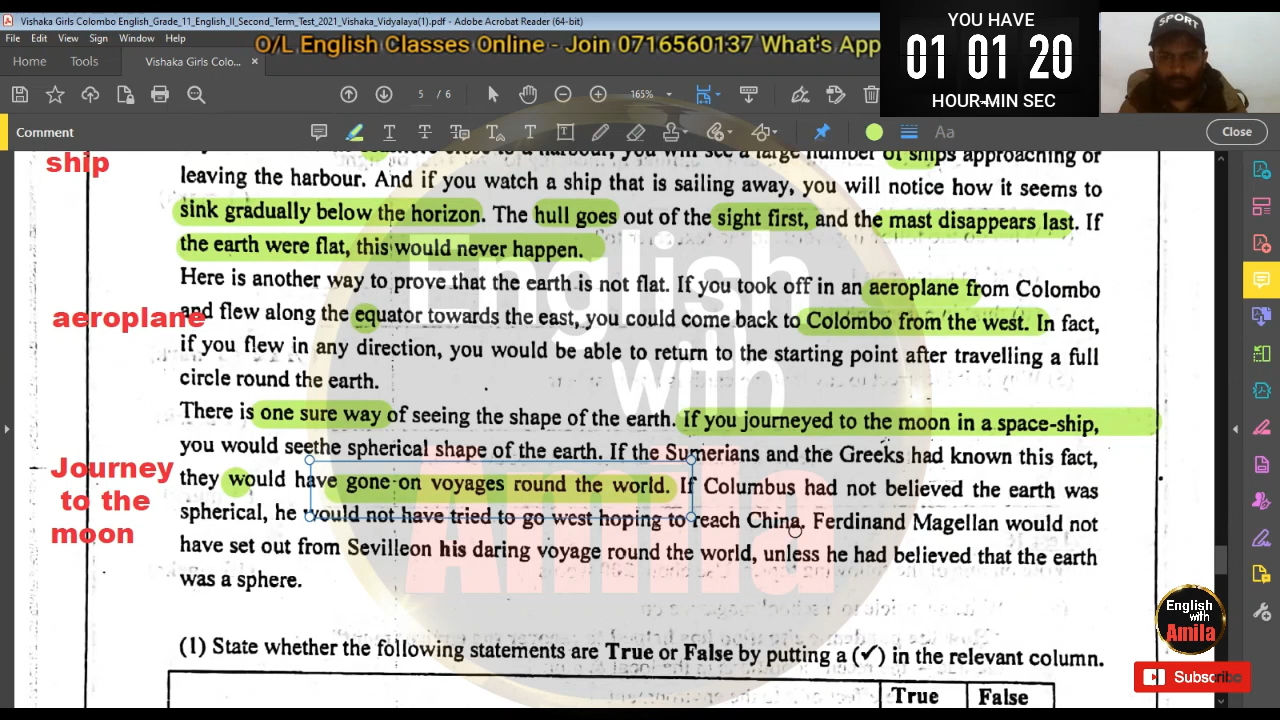 Vishaka Girls Colombo English_Grade_11_English_II_Second_Term_Test_2021_Vishaka_Vidyalaya(1).pdf - Adobe Acrobat Reader (64-bit)
File Edit View Sign Window Help
O/L English Classes Online - Join 0716560137 What's App
YOU HAVE
01 01 20
HOUR MIN SEC
SPORT
Home Tools Vishaka Girls Colo... ×
5 / 6 165%
Comment Aa Close
ship
of ships approaching or
leaving the harbour. And if you watch a ship that is sailing away, you will notice how it seems to
sink gradually below the horizon. The hull goes out of the sight first, and the mast disappears last. If
the earth were flat, this would never happen.
Here is another way to prove that the earth is not flat. If you took off in an aeroplane from Colombo
aeroplane
and flew along the equator towards the east, you could come back to Colombo from the west. In fact,
if you flew in any direction, you would be able to return to the starting point after travelling a full
circle round the earth.
There is one sure way of seeing the shape of the earth. If you journeyed to the moon in a space-ship,
you would seethe spherical shape of the earth. If the Sumerians and the Greeks had known this fact,
Journey
to the
moon
they would have gone on voyages round the world. If Columbus had not believed the earth was
spherical, he would not have tried to go west hoping to reach China. Ferdinand Magellan would not
have set out from Sevilleon his daring voyage round the world, unless he had believed that the earth
was a sphere.
English
with
Amila
(1) State whether the following statements are True or False by putting a (✓) in the relevant column.
True False
English
with
Amila
Subscribe